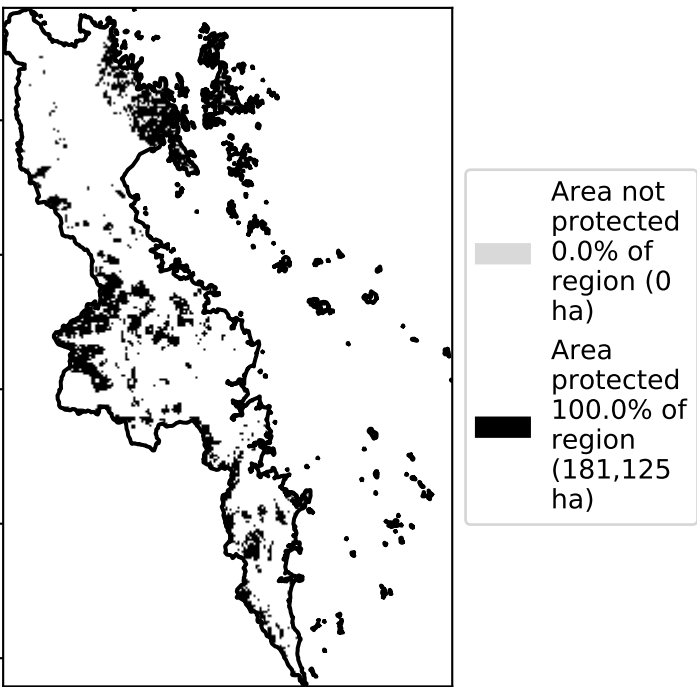 Area not
protected
0.0% of
region (0
ha)
Area
protected
100.0% of
region
(181,125
ha)